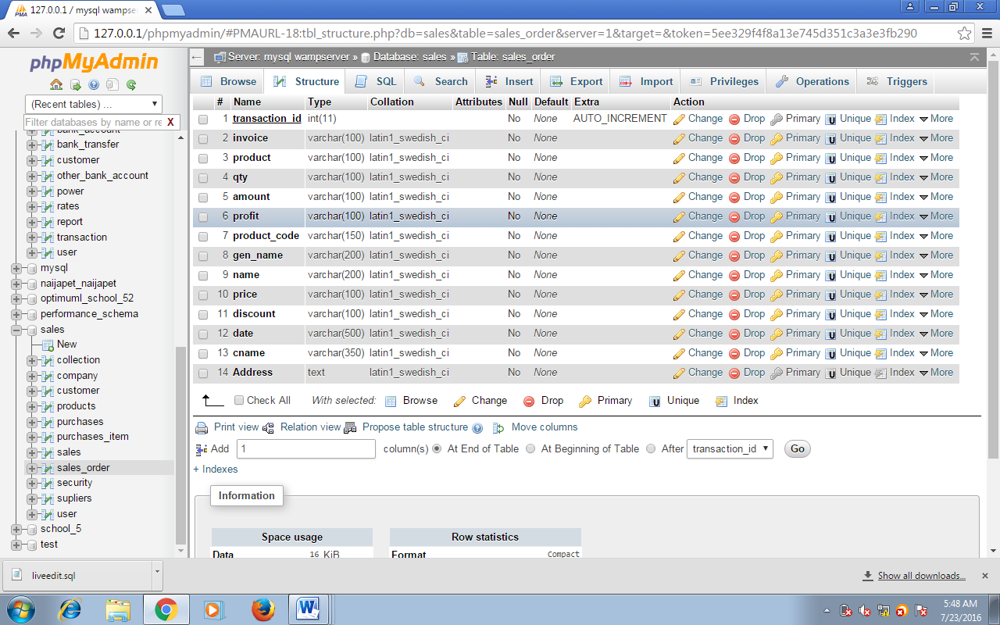 127.0.0.1 / mysql wampse
127.0.0.1/phpmyadmin/#PMAURL-18:tbl_structure.php?db=sales&table=sales_order&server=1&target=&token=5ee329f4f8a13e745d351c3a3e3fb290
phpMyAdmin
(Recent tables) ...
Filter databases by name or re X
bank_account
bank_transfer
customer
other_bank_account
power
rates
report
transaction
user
mysql
naijapet_naijapet
optimuml_school_52
performance_schema
sales
New
collection
company
customer
products
purchases
purchases_item
sales
sales_order
security
supliers
user
school_5
test
Server: mysql wampserver » Database: sales » Table: sales_order
Browse Structure SQL Search Insert Export Import Privileges Operations Triggers
# Name Type Collation Attributes Null Default Extra Action
1 transaction_id int(11) No None AUTO_INCREMENT Change Drop Primary Unique Index More
2 invoice varchar(100) latin1_swedish_ci No None Change Drop Primary Unique Index More
3 product varchar(100) latin1_swedish_ci No None Change Drop Primary Unique Index More
4 qty varchar(100) latin1_swedish_ci No None Change Drop Primary Unique Index More
5 amount varchar(100) latin1_swedish_ci No None Change Drop Primary Unique Index More
6 profit varchar(100) latin1_swedish_ci No None Change Drop Primary Unique Index More
7 product_code varchar(150) latin1_swedish_ci No None Change Drop Primary Unique Index More
8 gen_name varchar(200) latin1_swedish_ci No None Change Drop Primary Unique Index More
9 name varchar(200) latin1_swedish_ci No None Change Drop Primary Unique Index More
10 price varchar(100) latin1_swedish_ci No None Change Drop Primary Unique Index More
11 discount varchar(100) latin1_swedish_ci No None Change Drop Primary Unique Index More
12 date varchar(500) latin1_swedish_ci No None Change Drop Primary Unique Index More
13 cname varchar(350) latin1_swedish_ci No None Change Drop Primary Unique Index More
14 Address text latin1_swedish_ci No None Change Drop Primary Unique Index More
Check All With selected: Browse Change Drop Primary Unique Index
Print view Relation view Propose table structure Move columns
Add 1 column(s) At End of Table At Beginning of Table After transaction_id Go
+ Indexes
Information
Space usage Row statistics
Data 16 KiB Format Compact
liveedit.sql Show all downloads...
5:48 AM
7/23/2016